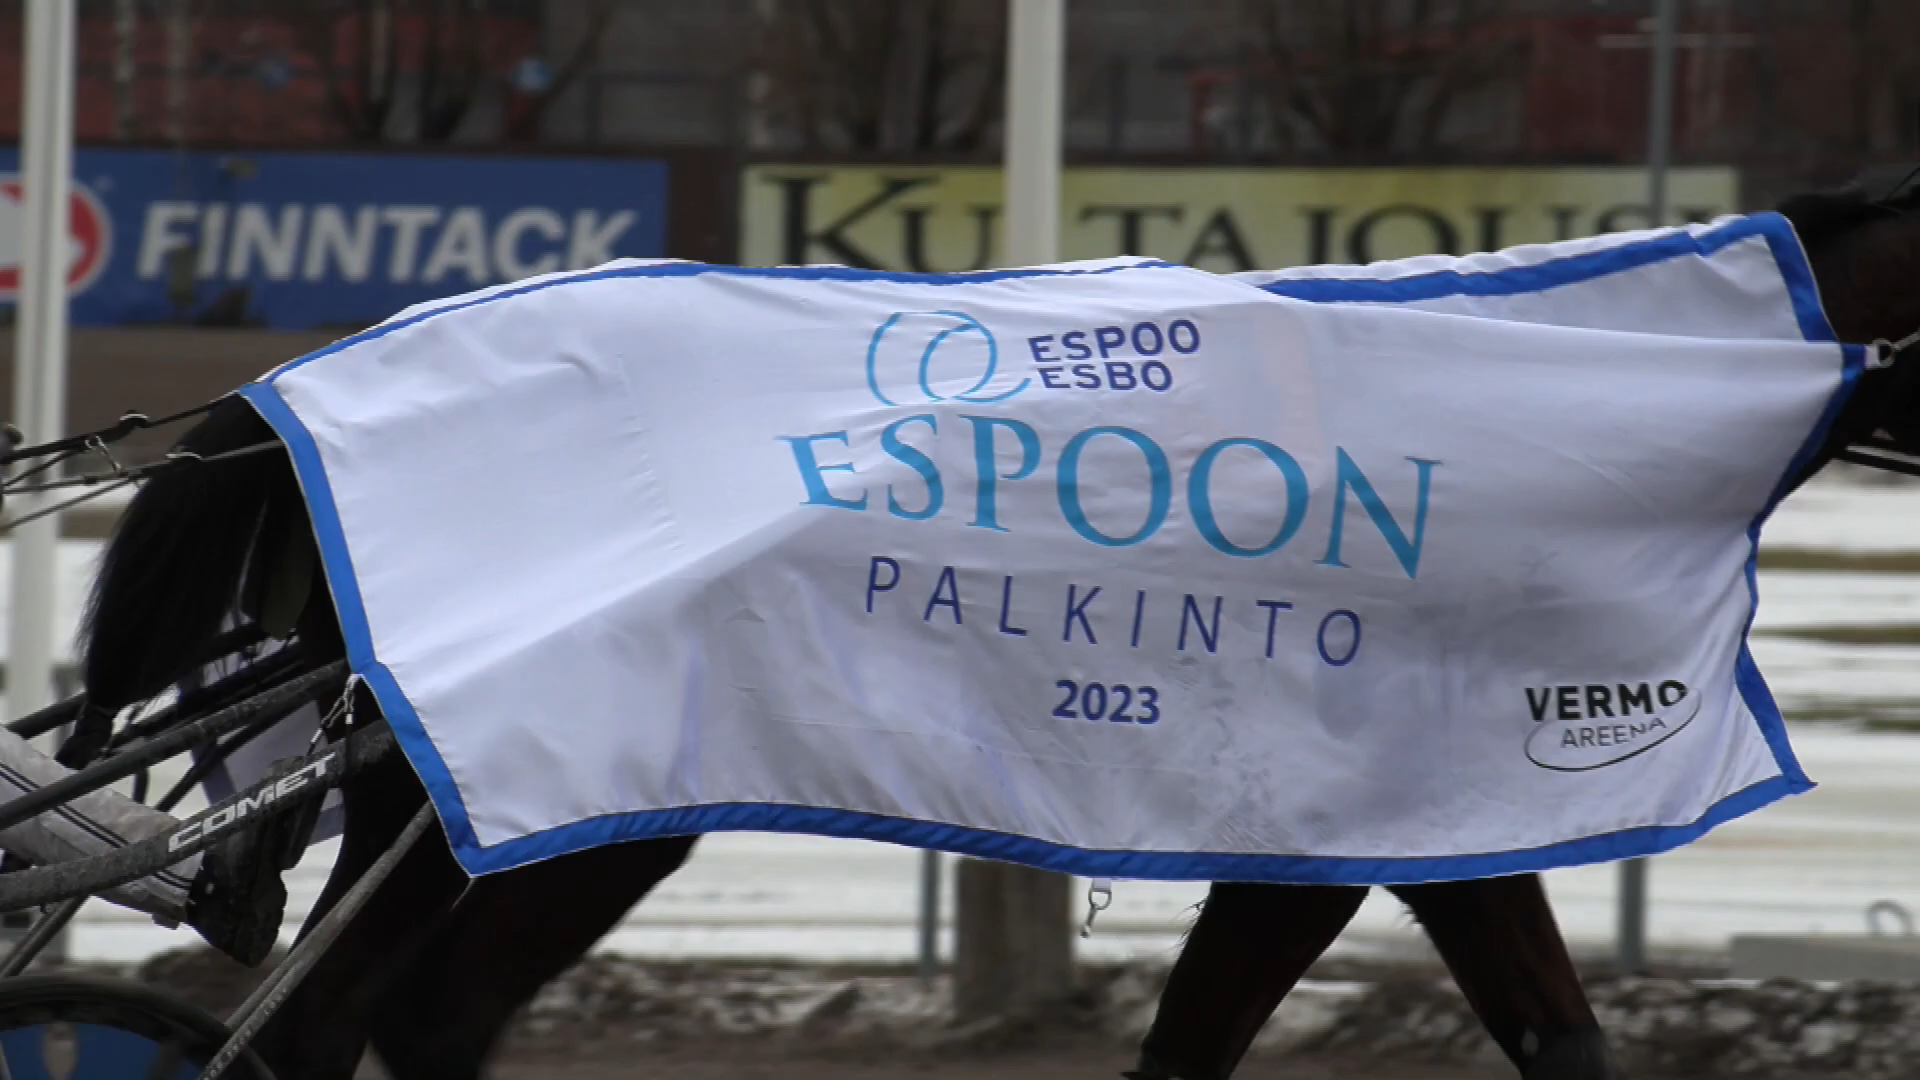 FINNTACK
ESPOO
ESBO
ESPOON
PALKINTO
2023
VERMO
AREENA
COMET